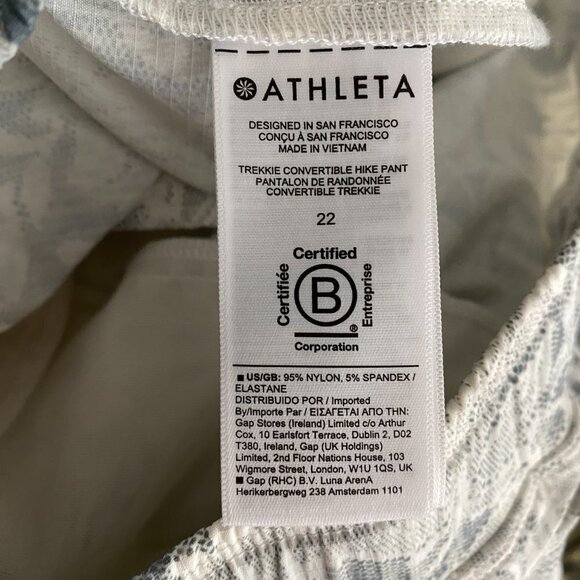 ATHLETA
DESIGNED IN SAN FRANCISCO
CONÇU À SAN FRANCISCO
MADE IN VIETNAM
TREKKIE CONVERTIBLE HIKE PANT
PANTALON DE RANDONNÉE
CONVERTIBLE TREKKIE
22
Certified
Certifiée
B
®
Entreprise
Corporation
■ US/GB: 95% NYLON, 5% SPANDEX /
ELASTANE
DISTRIBUIDO POR / Imported
By/Importe Par / ΕΙΣΑΓΕΤΑΙ ΑΠΟ ΤΗΝ:
Gap Stores (Ireland) Limited c/o Arthur
Cox, 10 Earlsfort Terrace, Dublin 2, D02
T380, Ireland, Gap (UK Holdings)
Limited, 2nd Floor Nations House, 103
Wigmore Street, London, W1U 1QS, UK
■ Gap (RHC) B.V. Luna ArenA
Herikerbergweg 238 Amsterdam 1101